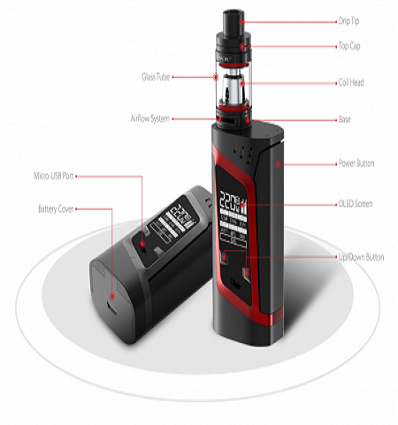 Drip Tip
Top Cap
Glass Tube
Coil Head
Airflow System
Base
Power Button
Micro USB Port
OLED Screen
Battery Cover
Up/Down Button